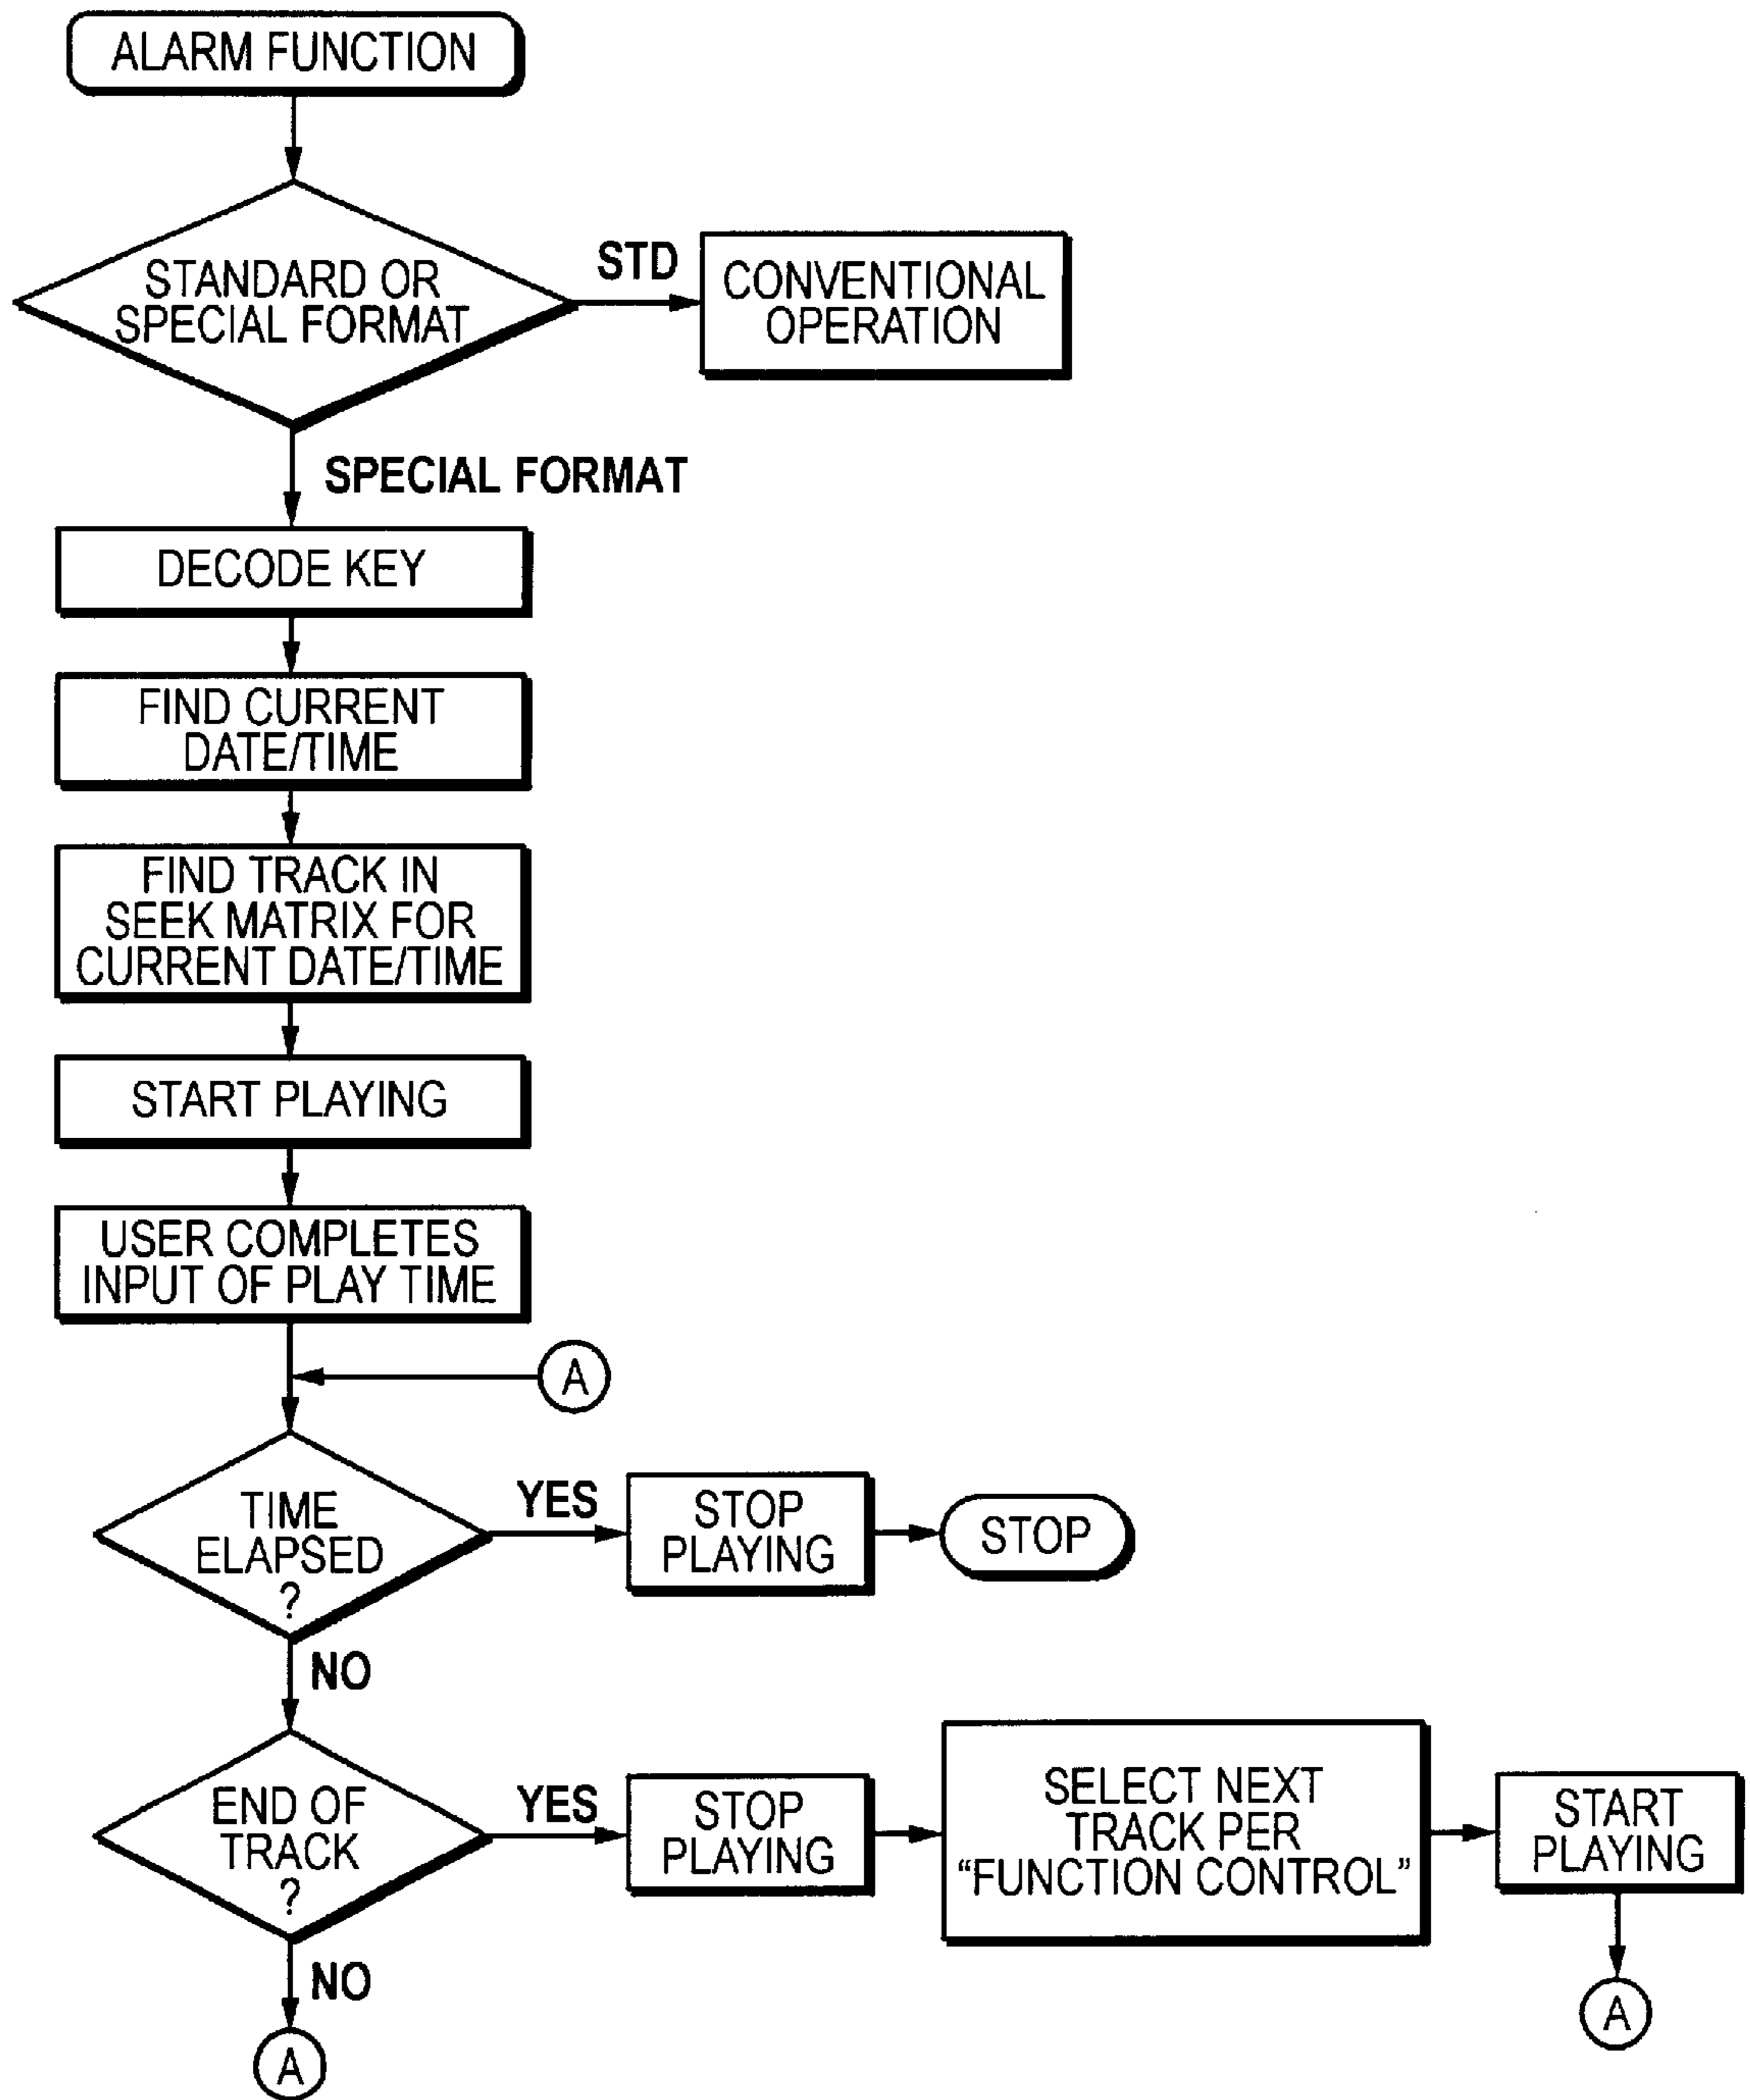 ALARM FUNCTION
STANDARD OR
SPECIAL FORMAT
STD
CONVENTIONAL
OPERATION
SPECIAL FORMAT
DECODE KEY
FIND CURRENT
DATE/TIME
FIND TRACK IN
SEEK MATRIX FOR
CURRENT DATE/TIME
START PLAYING
USER COMPLETES
INPUT OF PLAY TIME
A
TIME
ELAPSED
?
YES
STOP
PLAYING
STOP
NO
END OF
TRACK
?
YES
STOP
PLAYING
SELECT NEXT
TRACK PER
“FUNCTION CONTROL”
START
PLAYING
NO
A
A